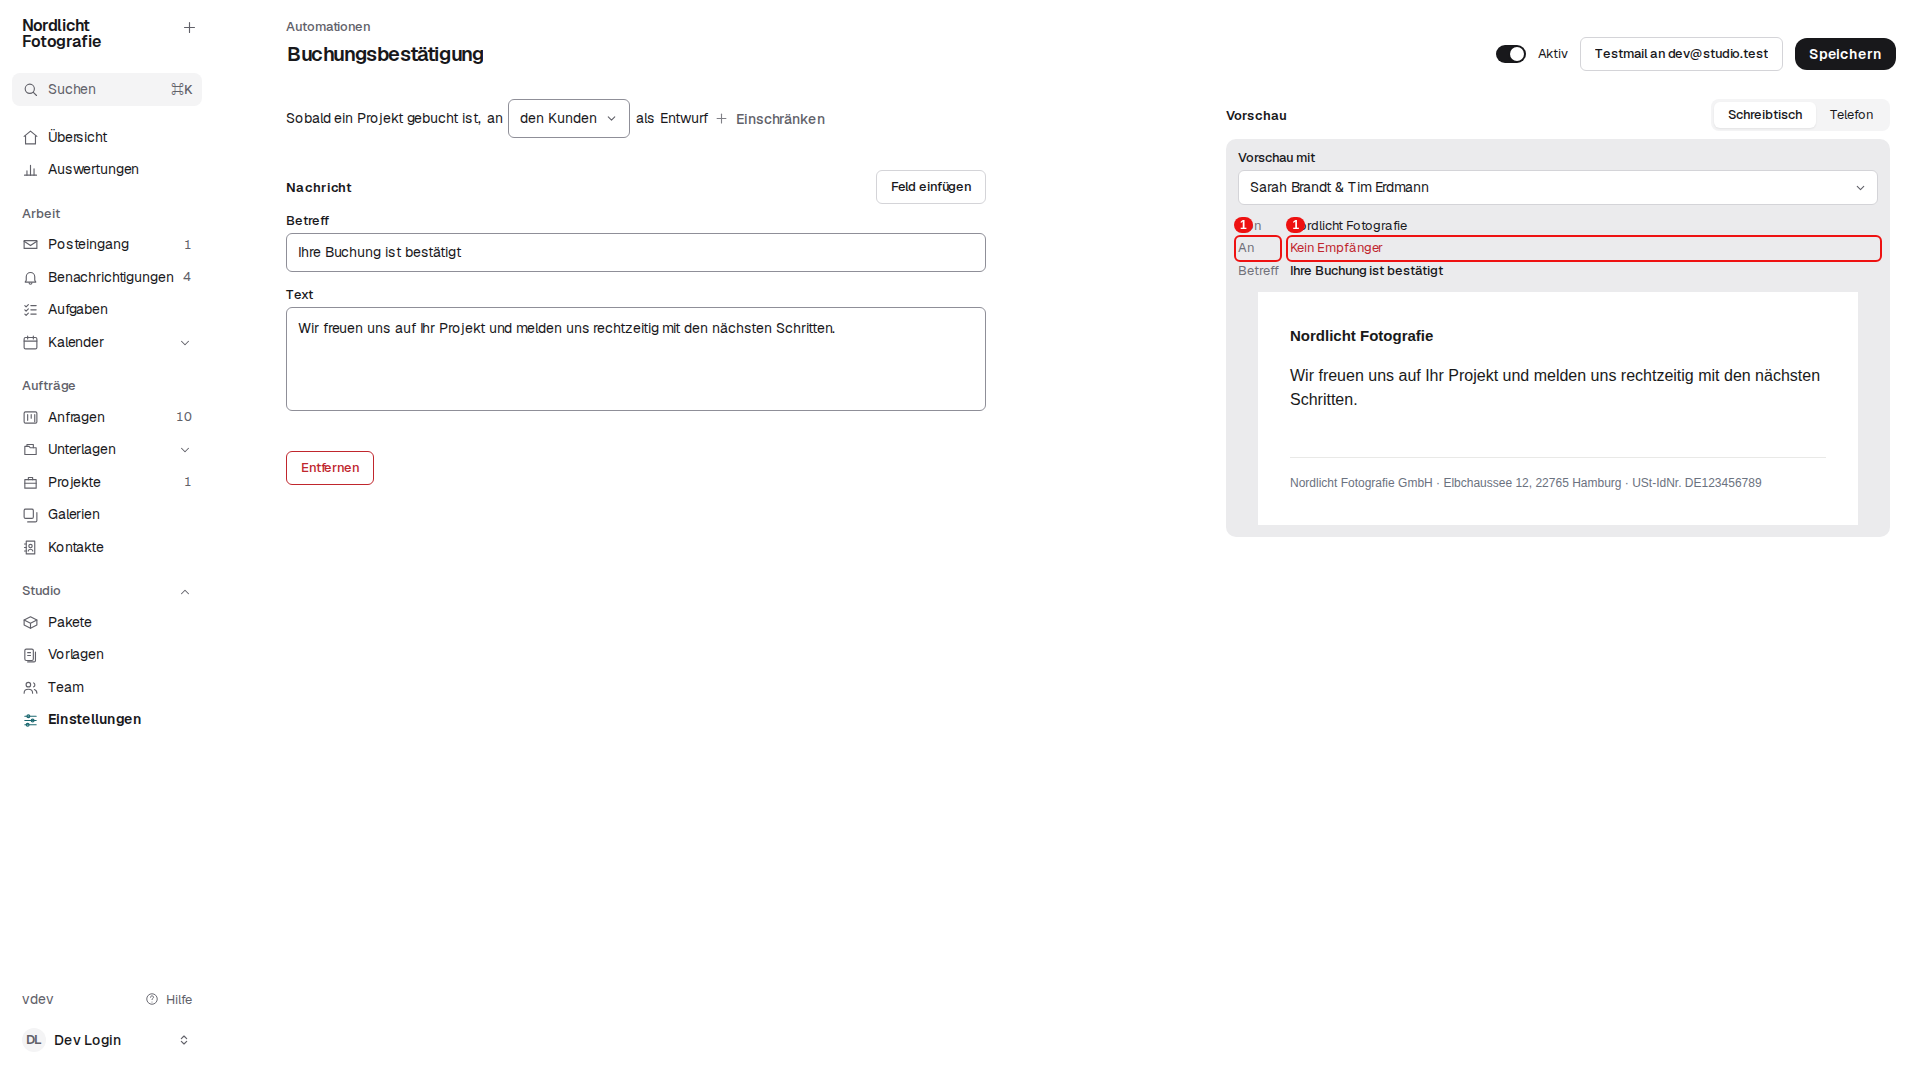 Nordlicht
Fotografie
Suchen ⌘K
Übersicht
Auswertungen
Arbeit
Posteingang 1
Benachrichtigungen 4
Aufgaben
Kalender
Aufträge
Anfragen 10
Unterlagen
Projekte 1
Galerien
Kontakte
Studio
Pakete
Vorlagen
Team
Einstellungen
vdev Hilfe
DL Dev Login
Automationen
Buchungsbestätigung
Aktiv Testmail an dev@studio.test Speichern
Sobald ein Projekt gebucht ist, an den Kunden als Entwurf Einschränken
Nachricht Feld einfügen
Betreff
Ihre Buchung ist bestätigt
Text
Wir freuen uns auf Ihr Projekt und melden uns rechtzeitig mit den nächsten Schritten.
Entfernen
Vorschau Schreibtisch Telefon
Vorschau mit
Sarah Brandt & Tim Erdmann
1 n 1 rdlicht Fotografie
An Kein Empfänger
Betreff Ihre Buchung ist bestätigt
Nordlicht Fotografie
Wir freuen uns auf Ihr Projekt und melden uns rechtzeitig mit den nächsten
Schritten.
Nordlicht Fotografie GmbH · Elbchaussee 12, 22765 Hamburg · USt-IdNr. DE123456789